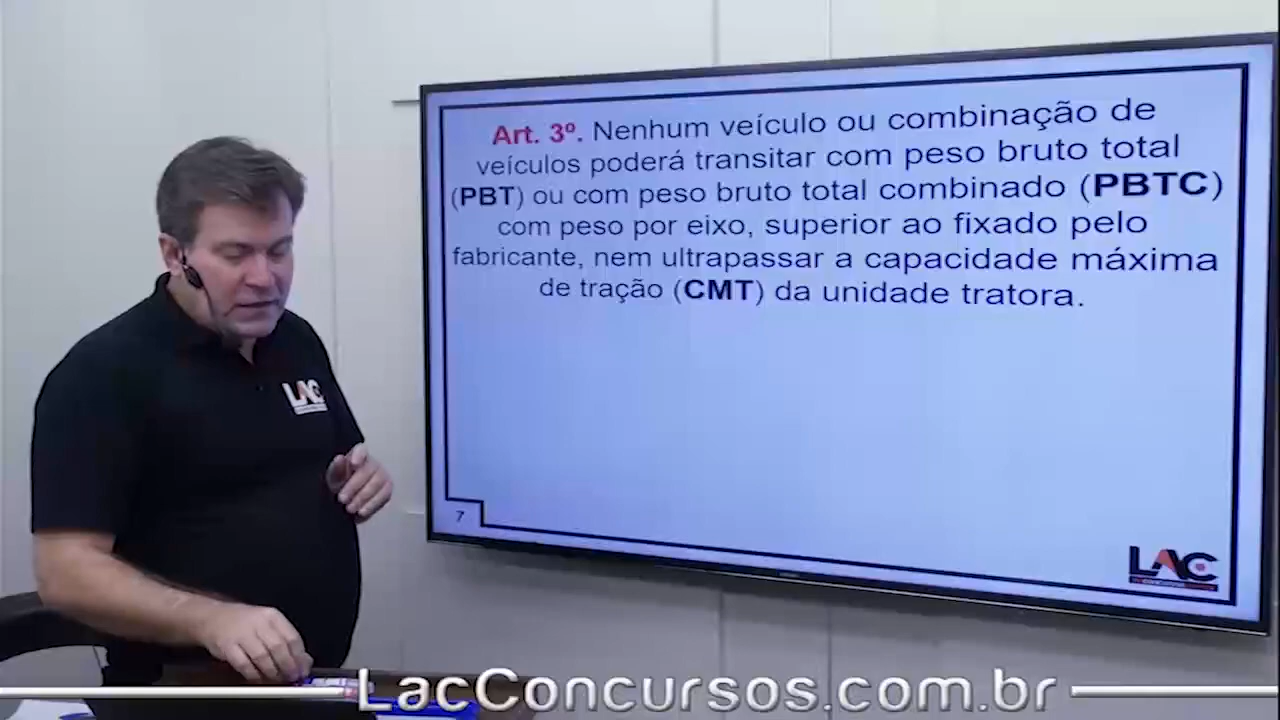 Art. 3º. Nenhum veículo ou combinação de
veículos poderá transitar com peso bruto total
(PBT) ou com peso bruto total combinado (PBTC)
com peso por eixo, superior ao fixado pelo
fabricante, nem ultrapassar a capacidade máxima
de tração (CMT) da unidade tratora.
7
LAC
LAC
LacConcursos.com.br